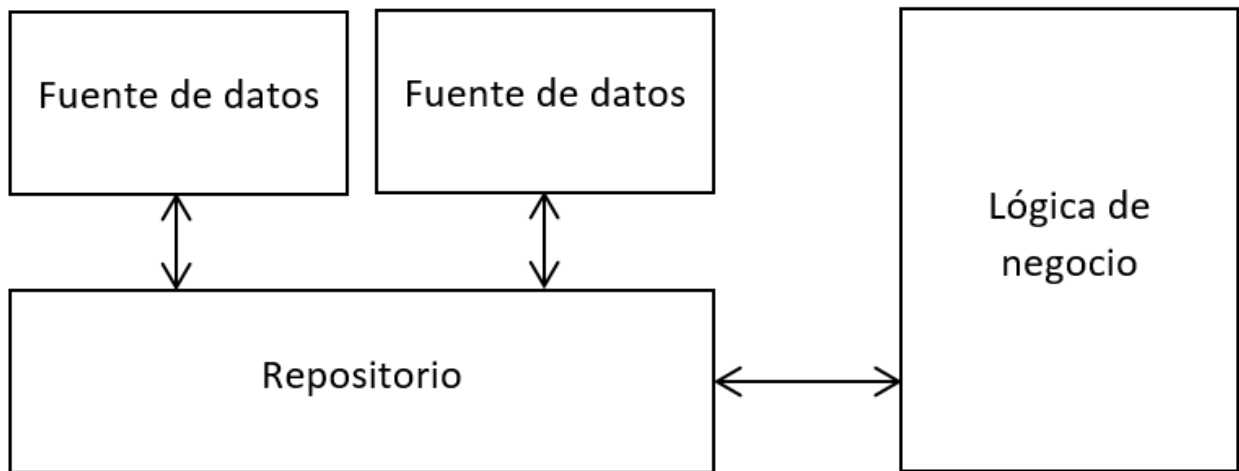 Fuente de datos
Fuente de datos
Lógica de
negocio
Repositorio